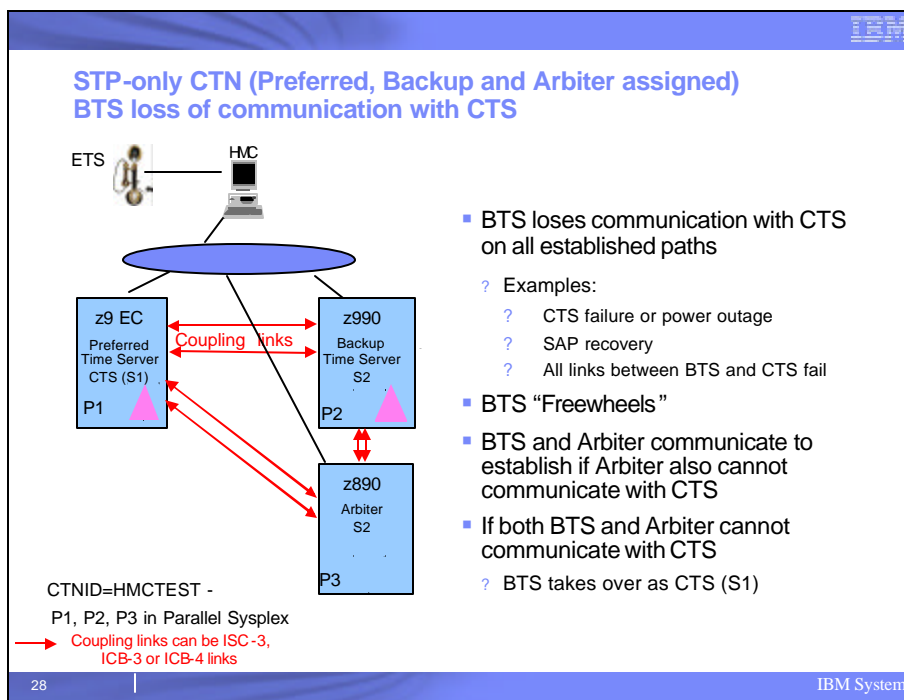 IBM
STP-only CTN (Preferred, Backup and Arbiter assigned)
BTS loss of communication with CTS
ETS
HMC
z9 EC
Preferred
Time Server
CTS (S1)
P1
Coupling links
z990
Backup
Time Server
S2
P2
z890
Arbiter
S2
P3
CTNID=HMCTEST -
P1, P2, P3 in Parallel Sysplex
Coupling links can be ISC-3,
ICB-3 or ICB-4 links
▪ BTS loses communication with CTS
on all established paths
? Examples:
? CTS failure or power outage
? SAP recovery
? All links between BTS and CTS fail
▪ BTS “Freewheels”
▪ BTS and Arbiter communicate to
establish if Arbiter also cannot
communicate with CTS
▪ If both BTS and Arbiter cannot
communicate with CTS
? BTS takes over as CTS (S1)
28
IBM System